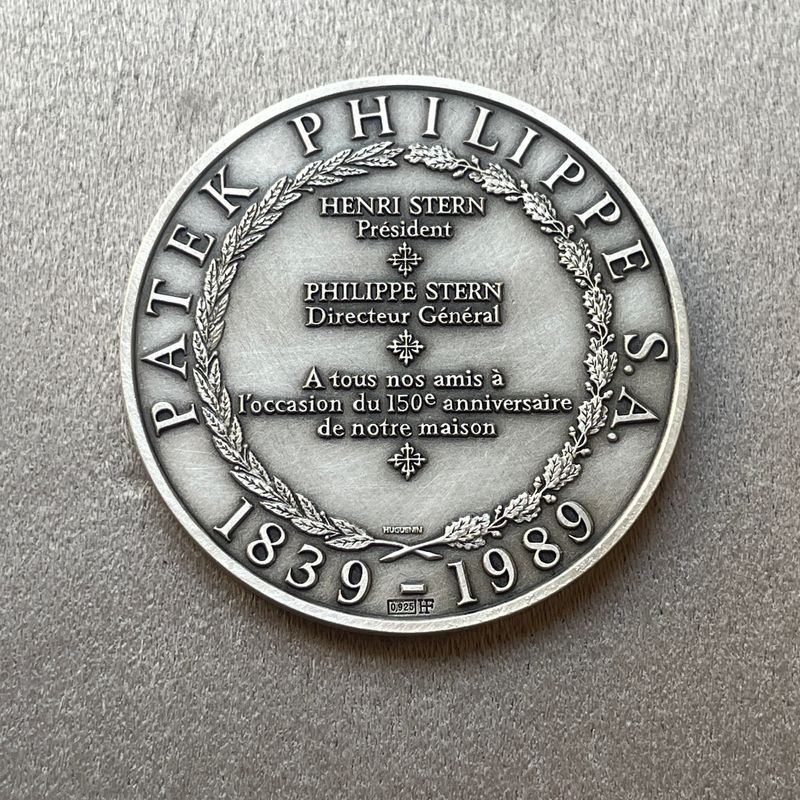 PATEK PHILIPPE S.A.
HENRI STERN
Président
PHILIPPE STERN
Directeur Général
A tous nos amis à
l'occasion du 150e anniversaire
de notre maison
HUGUENIN
1839 - 1989
0,925 HF